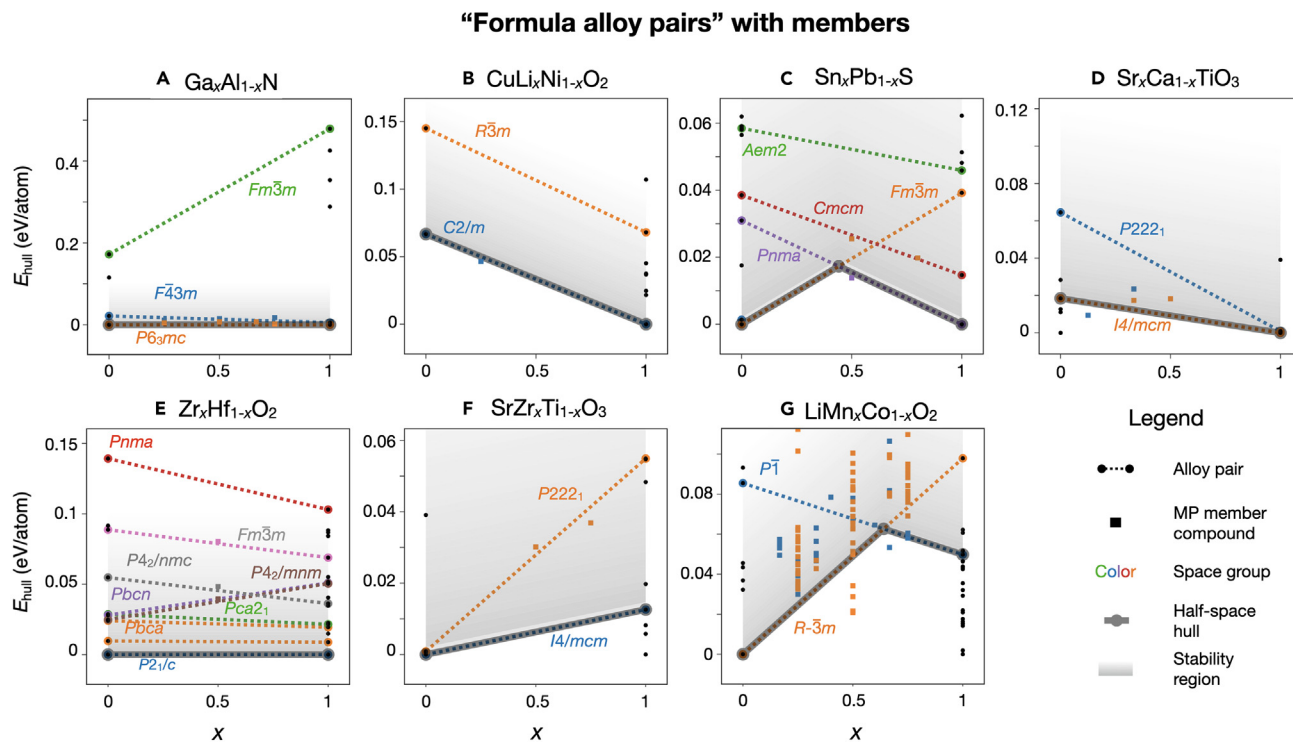 “Formula alloy pairs” with members
A GaxAl1-xN
B CuLixNi1-xO2
C SnxPb1-xS
D SrxCa1-xTiO3
Ehull (eV/atom)
0.4
0.2
0
Fm3̅m
F4̅3m
P63mc
0 0.5 1
0.15
0.1
0.05
0
R3̅m
C2/m
0 0.5 1
0.06
0.04
0.02
0
Aem2
Fm3̅m
Cmcm
Pnma
0 0.5 1
0.12
0.08
0.04
0
P2221
I4/mcm
0 0.5 1
E ZrxHf1-xO2
F SrZrxTi1-xO3
G LiMnxCo1-xO2
Ehull (eV/atom)
0.15
0.1
0.05
0
Pnma
Fm3̅m
P42/nmc
P42/mnm
Pbcn
Pca21
Pbca
P21/c
0 0.5 1
x
0.06
0.04
0.02
0
P2221
I4/mcm
0 0.5 1
x
0.08
0.04
0
P1̅
R-3̅m
0 0.5 1
x
Legend
Alloy pair
MP member
compound
Color
Space group
Half-space
hull
Stability
region